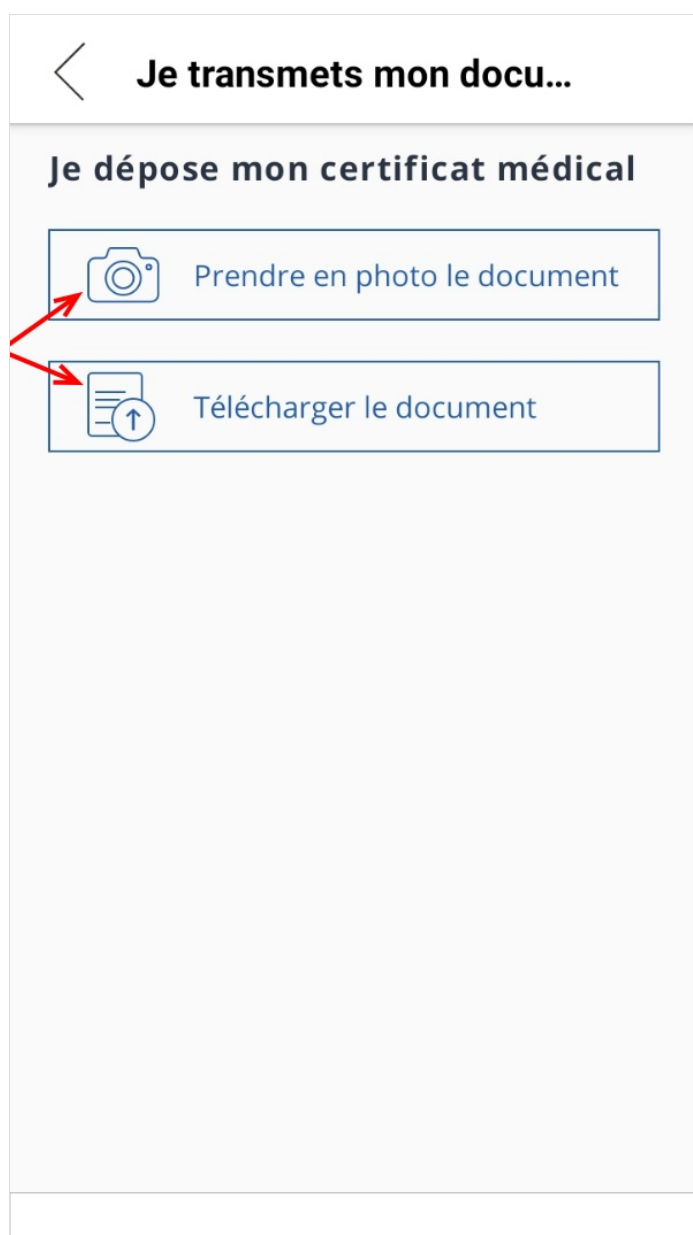 Je transmets mon docu...
Je dépose mon certificat médical
Prendre en photo le document
Télécharger le document